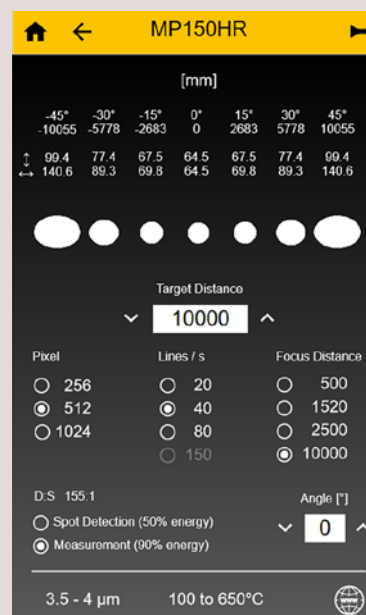 MP150HR
[mm]
-45° -30° -15° 0° 15° 30° 45°
-10055 -5778 -2683 0 2683 5778 10055
↕ 99.4 77.4 67.5 64.5 67.5 77.4 99.4
↔ 140.6 89.3 69.8 64.5 69.8 89.3 140.6
Target Distance
10000
Pixel Lines / s Focus Distance
256 20 500
512 40 1520
1024 80 2500
150 10000
D:S 155:1 Angle [°]
Spot Detection (50% energy)
0
Measurement (90% energy)
3.5 - 4 µm 100 to 650°C www